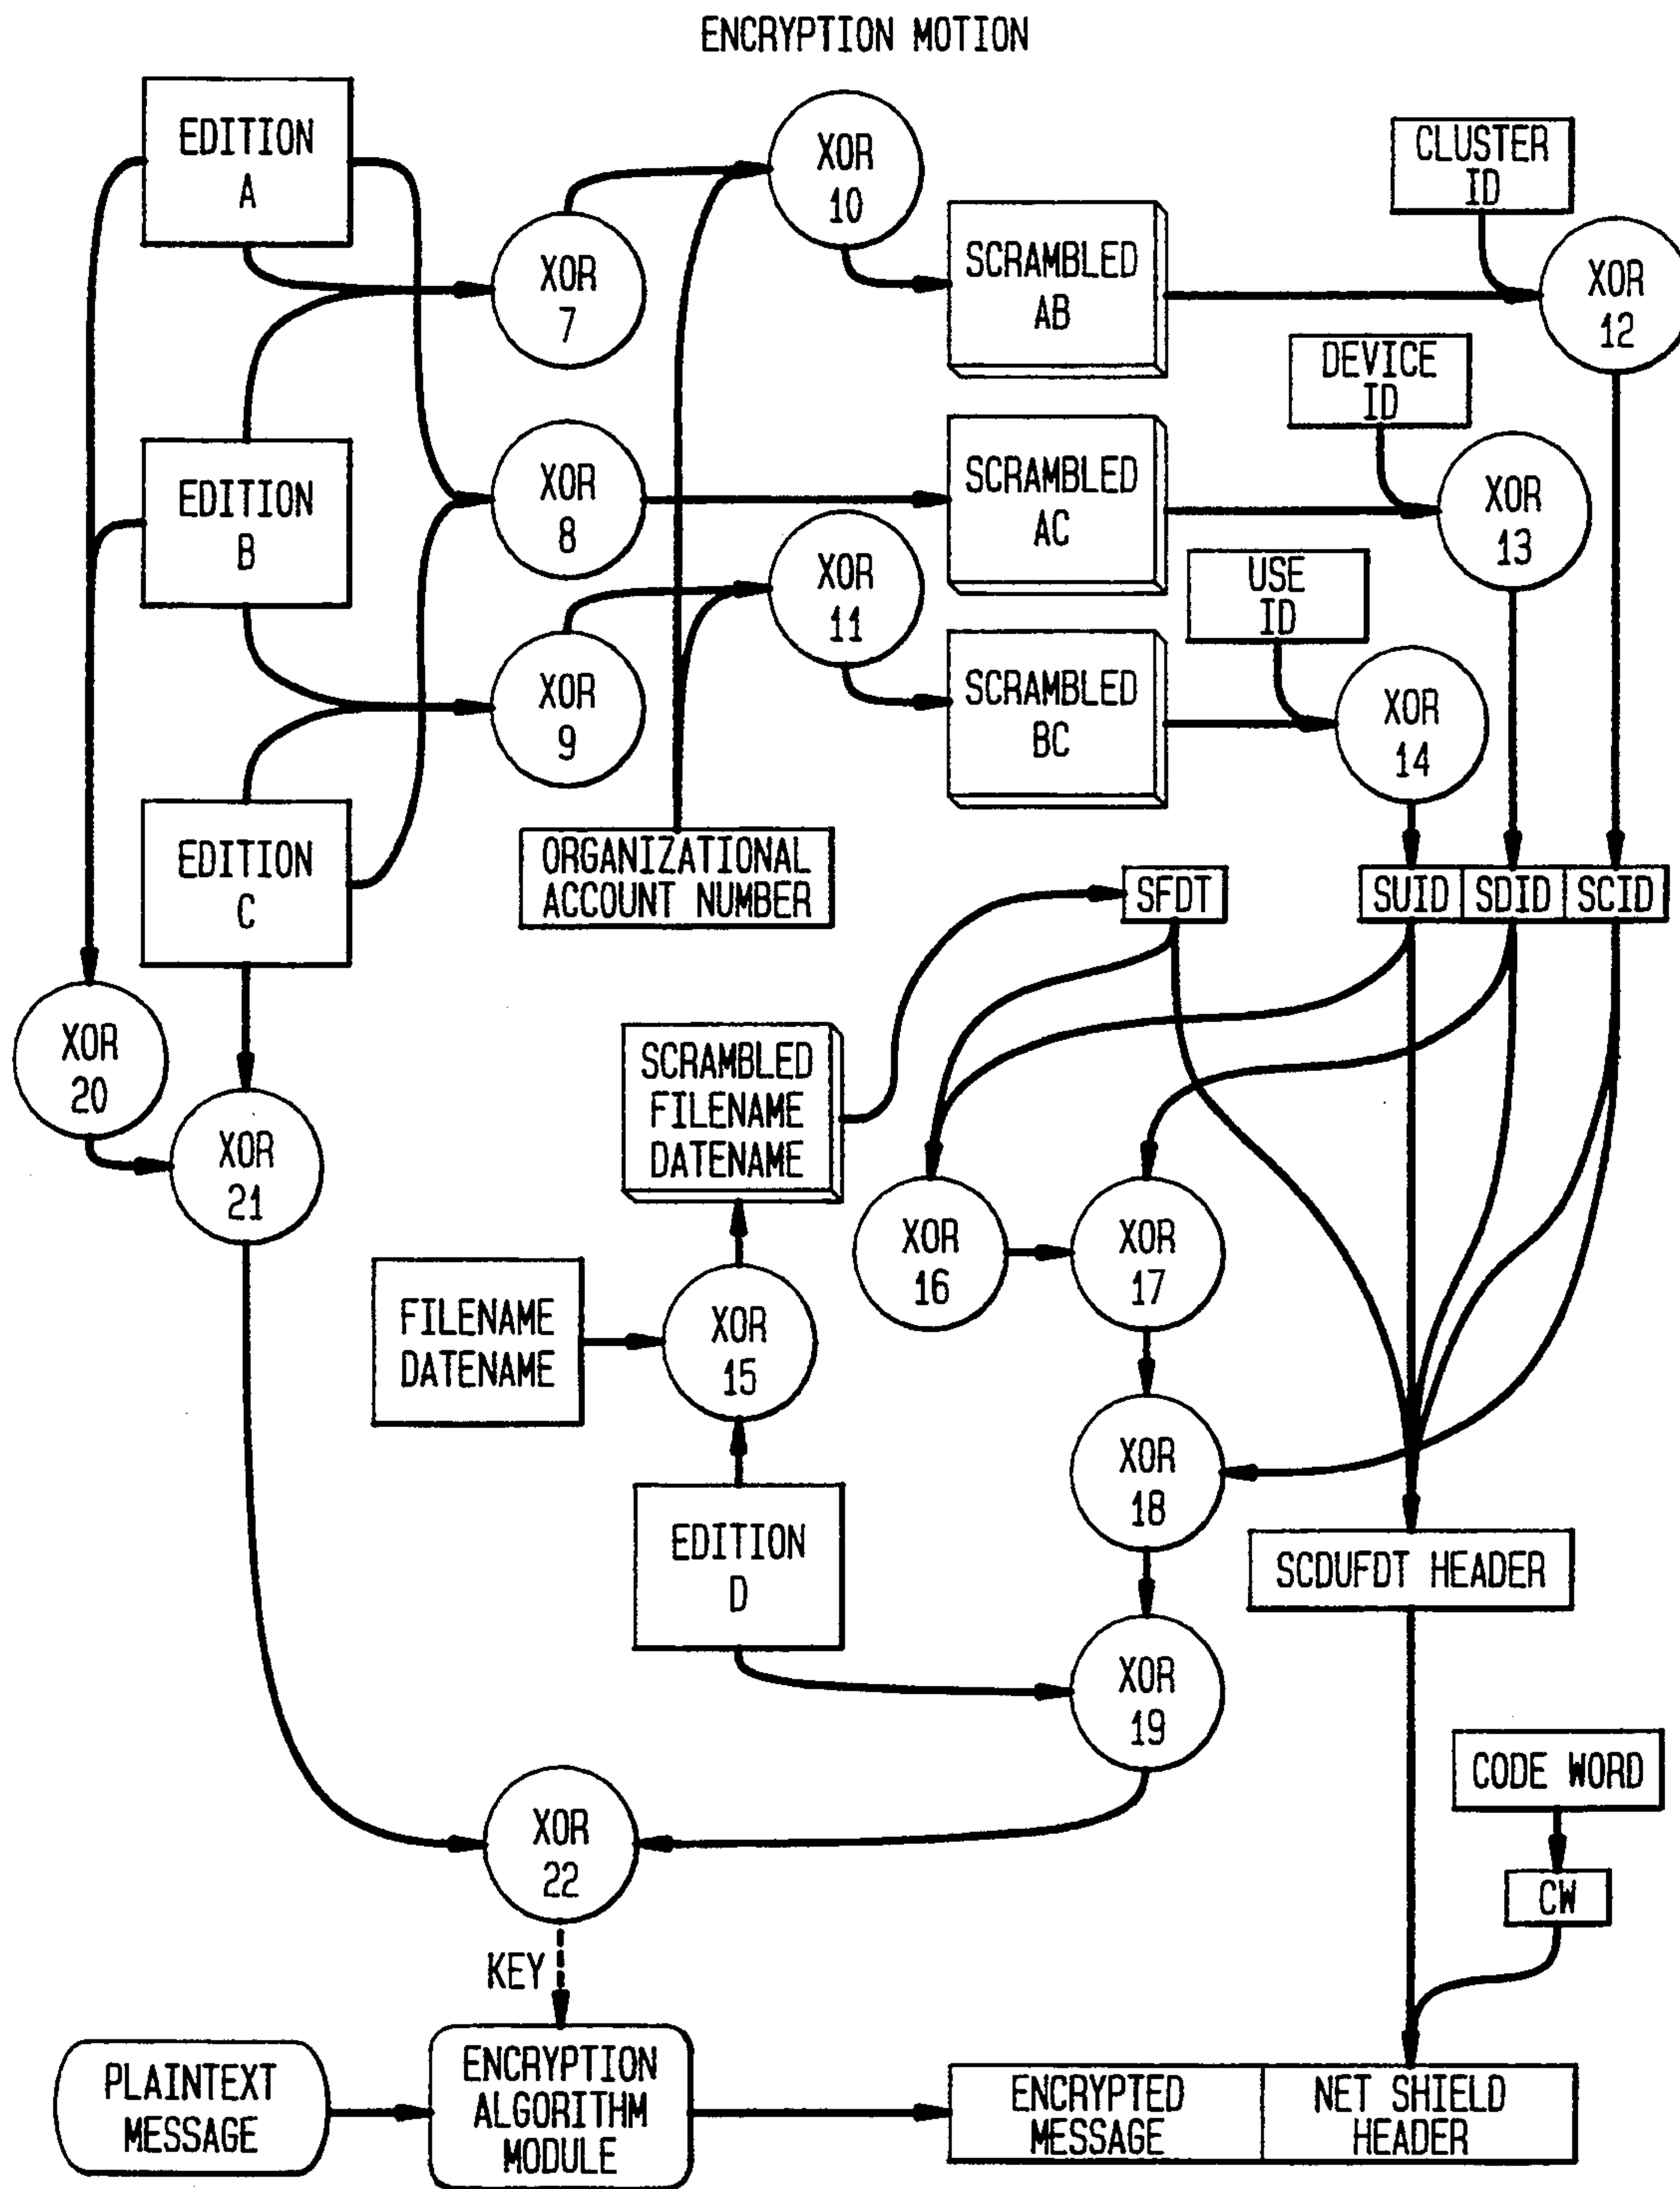 ENCRYPTION MOTION
EDITION
A
XOR
10
CLUSTER
ID
XOR
7
SCRAMBLED
AB
XOR
12
DEVICE
ID
EDITION
B
XOR
8
SCRAMBLED
AC
XOR
13
XOR
11
USE
ID
XOR
9
SCRAMBLED
BC
XOR
14
EDITION
C
ORGANIZATIONAL
ACCOUNT NUMBER
SFDT
SUID
SDID
SCID
XOR
20
SCRAMBLED
FILENAME
DATENAME
XOR
21
XOR
16
XOR
17
FILENAME
DATENAME
XOR
15
XOR
18
EDITION
D
SCDUFDT HEADER
XOR
19
CODE WORD
XOR
22
CW
KEY
PLAINTEXT
MESSAGE
ENCRYPTION
ALGORITHM
MODULE
ENCRYPTED
MESSAGE
NET SHIELD
HEADER